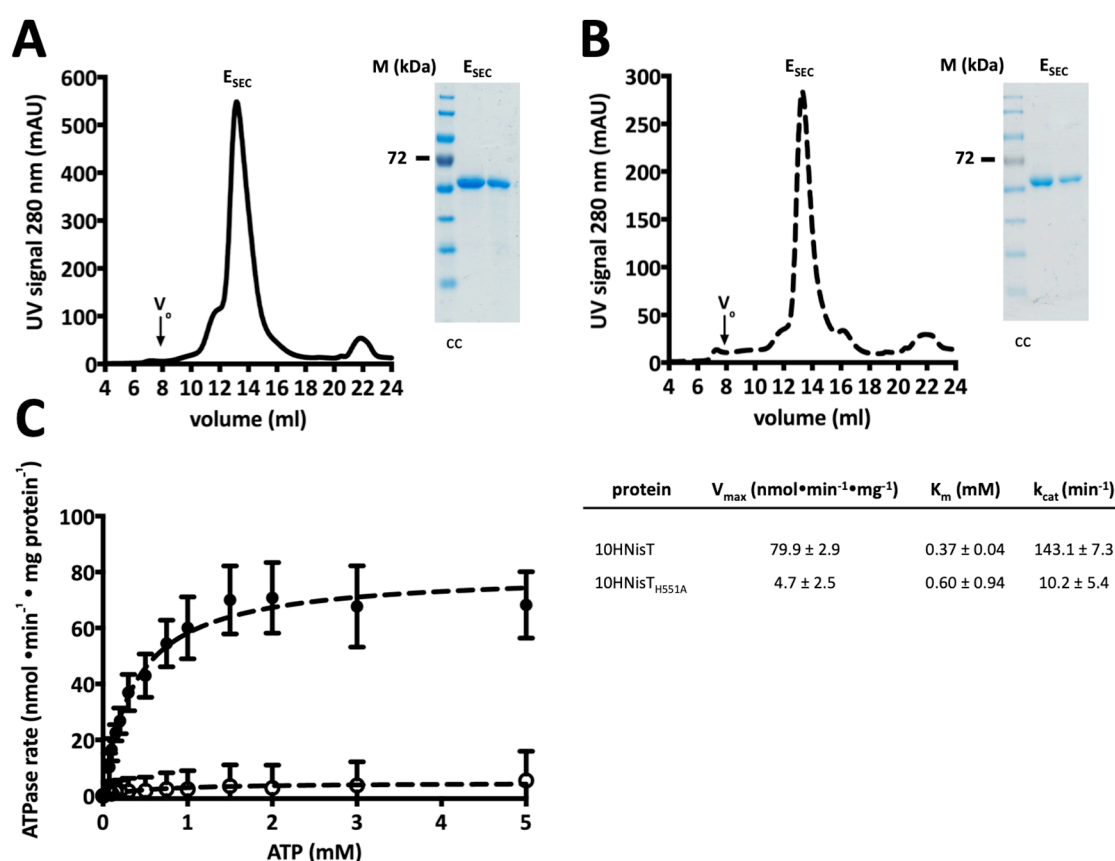 A
E_SEC
M (kDa) E_SEC
600
500
400
300
200
100
0
72
V_o
UV signal 280 nm (mAU)
4 6 8 10 12 14 16 18 20 22 24
volume (ml)
cc
B
E_SEC
M (kDa) E_SEC
300
250
200
150
100
50
0
72
V_o
UV signal 280 nm (mAU)
4 6 8 10 12 14 16 18 20 22 24
volume (ml)
cc
C
ATPase rate (nmol •min⁻¹ • mg protein⁻¹)
100
80
60
40
20
0
0 1 2 3 4 5
ATP (mM)
protein V_max (nmol•min⁻¹•mg⁻¹) K_m (mM) k_cat (min⁻¹)
10HNisT 79.9 ± 2.9 0.37 ± 0.04 143.1 ± 7.3
10HNisT_H551A 4.7 ± 2.5 0.60 ± 0.94 10.2 ± 5.4